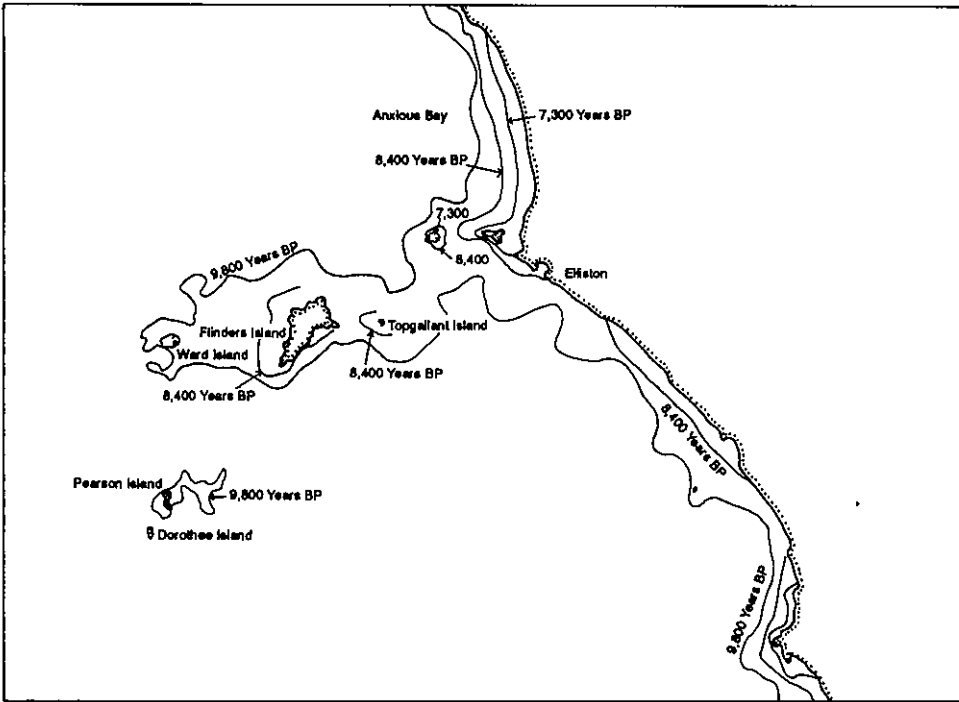 Anxious Bay
7,300 Years BP
8,400 Years BP
7,300
8,400
9,800 Years BP
Elliston
Flinders Island
Topgallant Island
Ward Island
8,400 Years BP
8,400 Years BP
8,400 Years BP
Pearson Island
9,800 Years BP
Dorothee Island
9,800 Years BP